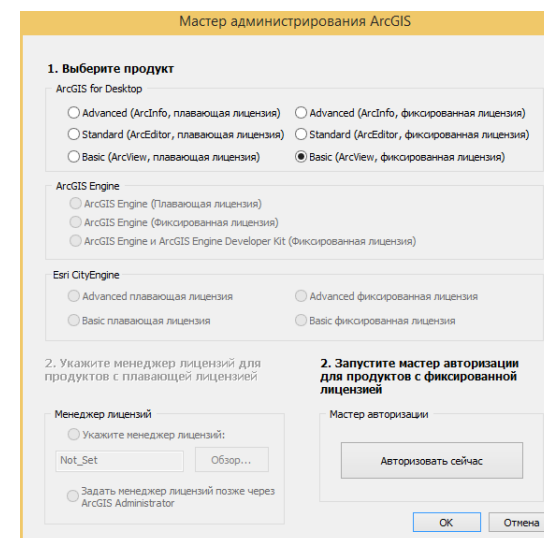 Мастер администрирования ArcGIS
1. Выберите продукт
ArcGIS for Desktop
Advanced (ArcInfo, плавающая лицензия)
Advanced (ArcInfo, фиксированная лицензия)
Standard (ArcEditor, плавающая лицензия)
Standard (ArcEditor, фиксированная лицензия)
Basic (ArcView, плавающая лицензия)
Basic (ArcView, фиксированная лицензия)
ArcGIS Engine
ArcGIS Engine (Плавающая лицензия)
ArcGIS Engine (Фиксированная лицензия)
ArcGIS Engine и ArcGIS Engine Developer Kit (Фиксированная лицензия)
Esri CityEngine
Advanced плавающая лицензия
Advanced фиксированная лицензия
Basic плавающая лицензия
Basic фиксированная лицензия
2. Укажите менеджер лицензий для
продуктов с плавающей лицензией
2. Запустите мастер авторизации
для продуктов с фиксированной
лицензией
Менеджер лицензий
Укажите менеджер лицензий:
Not_Set
Обзор...
Задать менеджер лицензий позже через
ArcGIS Administrator
Мастер авторизации
Авторизовать сейчас
OK
Отмена